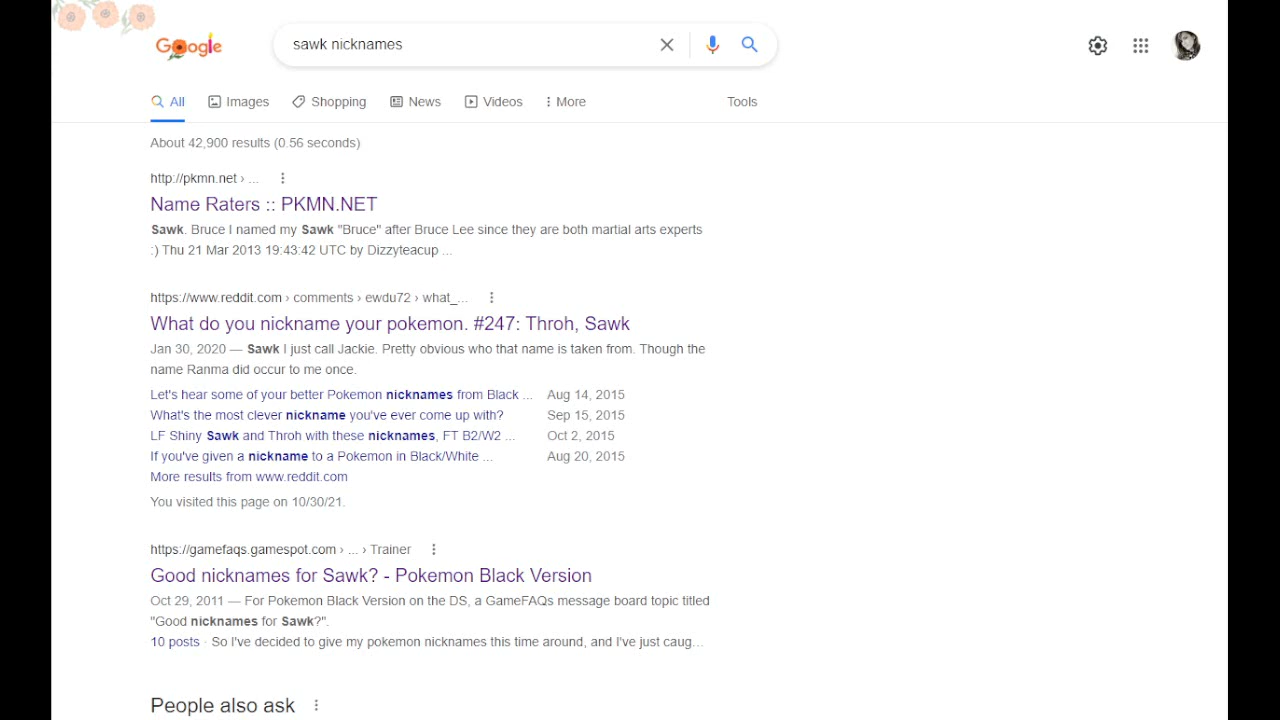 Google
sawk nicknames
All Images Shopping News Videos More Tools
About 42,900 results (0.56 seconds)
http://pkmn.net › ...
Name Raters :: PKMN.NET
Sawk. Bruce I named my Sawk "Bruce" after Bruce Lee since they are both martial arts experts
:) Thu 21 Mar 2013 19:43:42 UTC by Dizzyteacup ...
https://www.reddit.com › comments › ewdu72 › what_...
What do you nickname your pokemon. #247: Throh, Sawk
Jan 30, 2020 — Sawk I just call Jackie. Pretty obvious who that name is taken from. Though the
name Ranma did occur to me once.
Let's hear some of your better Pokemon nicknames from Black ... Aug 14, 2015
What's the most clever nickname you've ever come up with? Sep 15, 2015
LF Shiny Sawk and Throh with these nicknames, FT B2/W2 ... Oct 2, 2015
If you've given a nickname to a Pokemon in Black/White ... Aug 20, 2015
More results from www.reddit.com
You visited this page on 10/30/21.
https://gamefaqs.gamespot.com › ... › Trainer
Good nicknames for Sawk? - Pokemon Black Version
Oct 29, 2011 — For Pokemon Black Version on the DS, a GameFAQs message board topic titled
"Good nicknames for Sawk?".
10 posts · So I've decided to give my pokemon nicknames this time around, and I've just caug...
People also ask